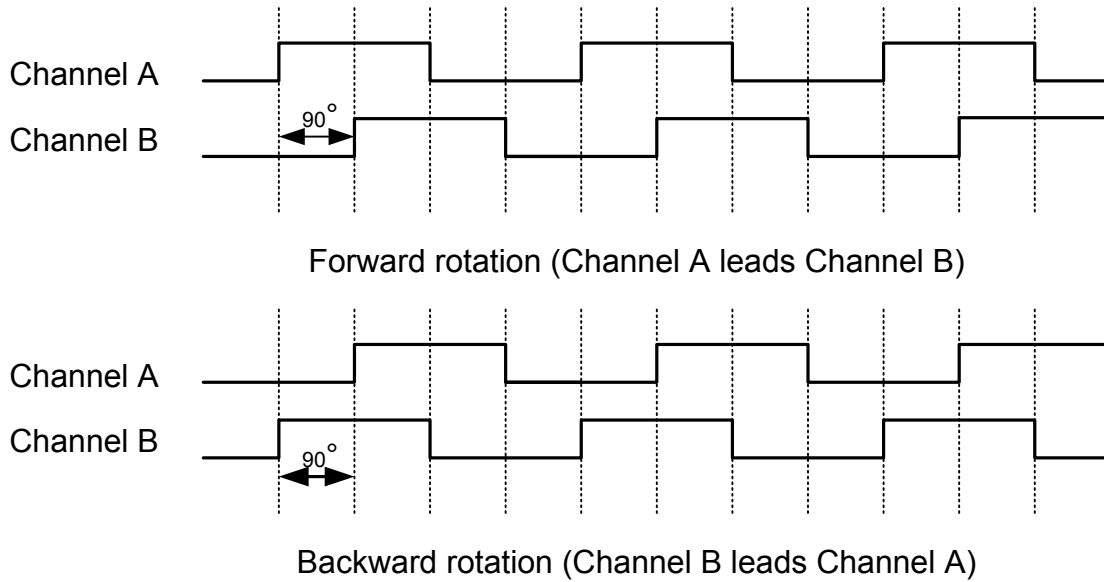 Channel A
90°
Channel B
Forward rotation (Channel A leads Channel B)
Channel A
Channel B
90°
Backward rotation (Channel B leads Channel A)